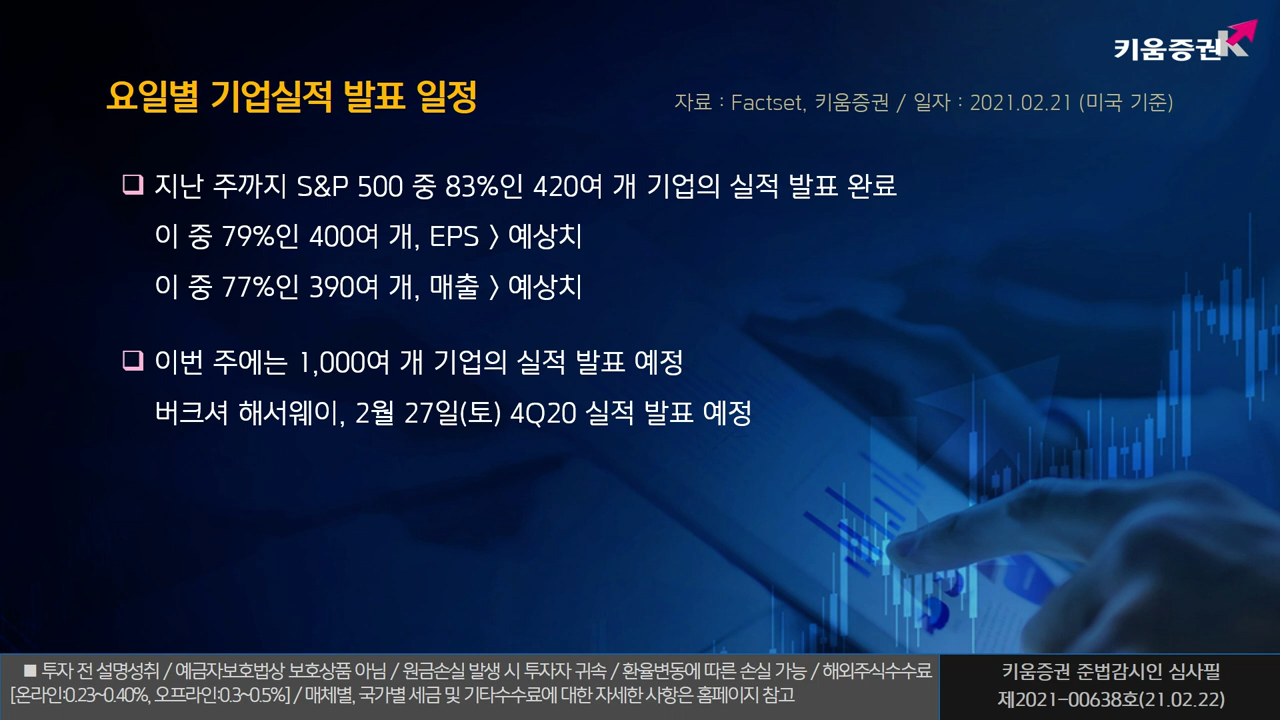 키움증권
요일별 기업실적 발표 일정
자료 : Factset, 키움증권 / 일자 : 2021.02.21 (미국 기준)
❑ 지난 주까지 S&P 500 중 83%인 420여 개 기업의 실적 발표 완료
이 중 79%인 400여 개, EPS > 예상치
이 중 77%인 390여 개, 매출 > 예상치
❑ 이번 주에는 1,000여 개 기업의 실적 발표 예정
버크셔 해서웨이, 2월 27일(토) 4Q20 실적 발표 예정
■ 투자 전 설명성취 / 예금자보호법상 보호상품 아님 / 원금손실 발생 시 투자자 귀속 / 환율변동에 따른 손실 가능 / 해외주식수수료
[온라인:0.23~0.40%, 오프라인:0.3~0.5%] / 매체별, 국가별 세금 및 기타수수료에 대한 자세한 사항은 홈페이지 참고
키움증권 준법감시인 심사필
제2021-00638호(21.02.22)